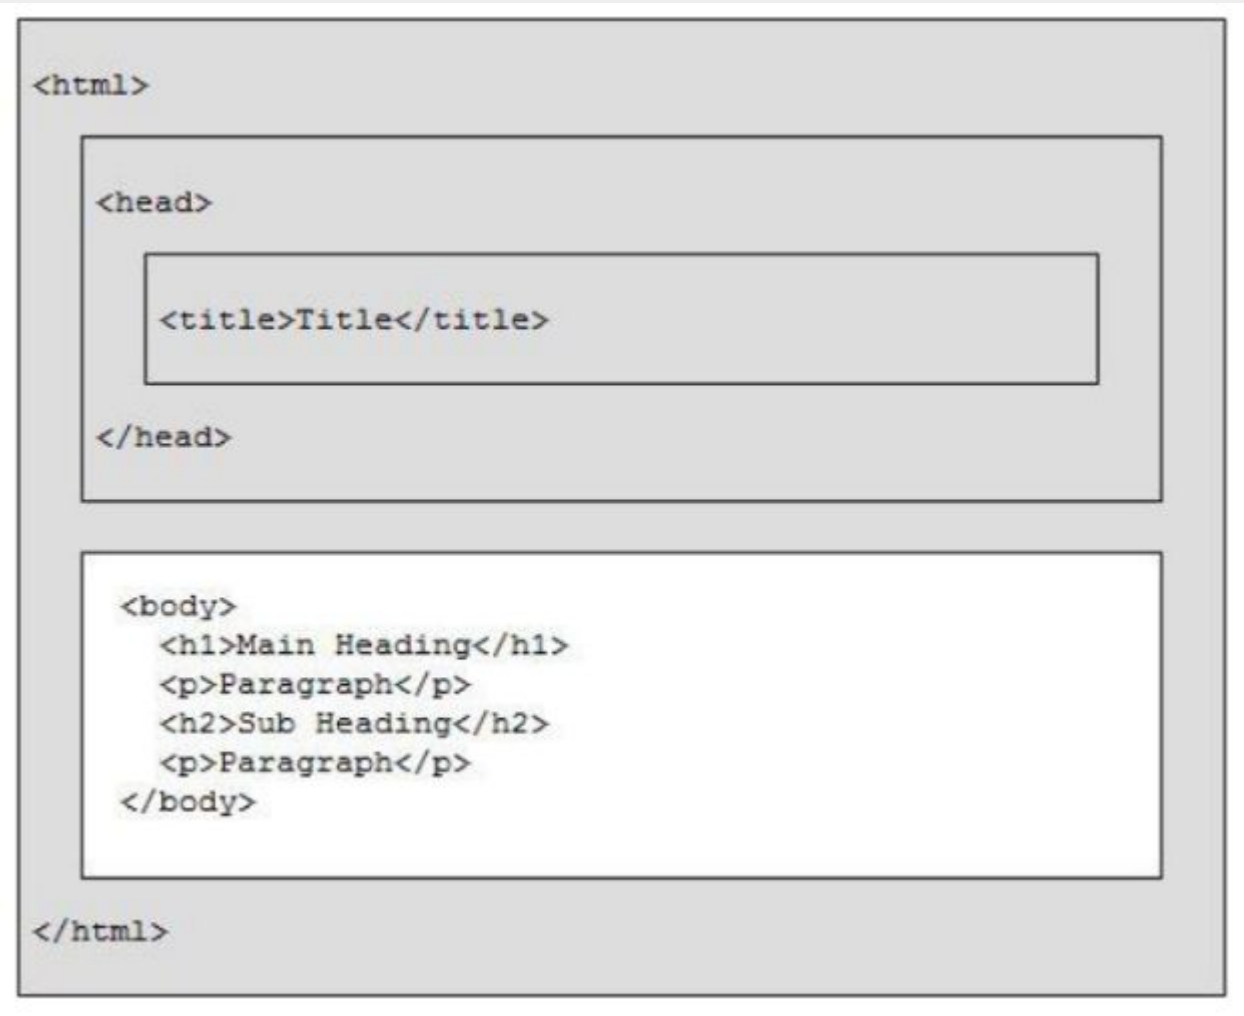 <html>
<head>
<title>Title</title>
</head>
<body>
<h1>Main Heading</h1>
<p>Paragraph</p>
<h2>Sub Heading</h2>
<p>Paragraph</p>
</body>
</html>